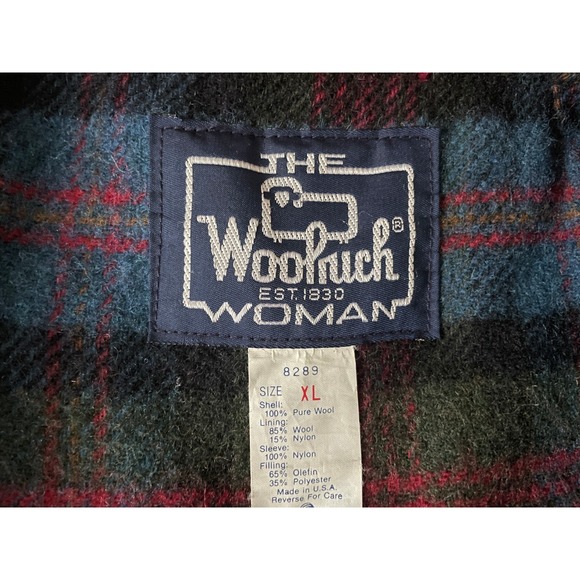 THE
Woolrich®
EST. 1830
WOMAN
8289
SIZE XL
Shell:
100% Pure Wool
Lining:
85% Wool
15% Nylon
Sleeve:
100% Nylon
Filling:
65% Olefin
35% Polyester
Made in U.S.A.
Reverse For Care